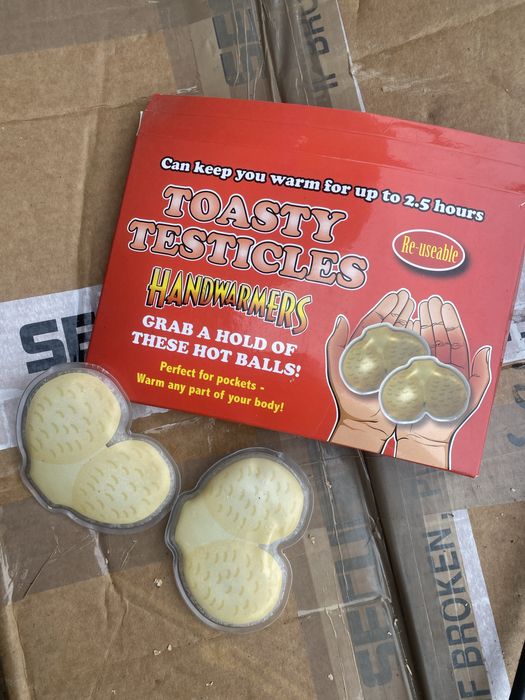 Can keep you warm for up to 2.5 hours
TOASTY
TESTICLES
Re-useable
HANDWARMERS
GRAB A HOLD OF
THESE HOT BALLS!
Perfect for pockets -
Warm any part of your body!
F BROKEN